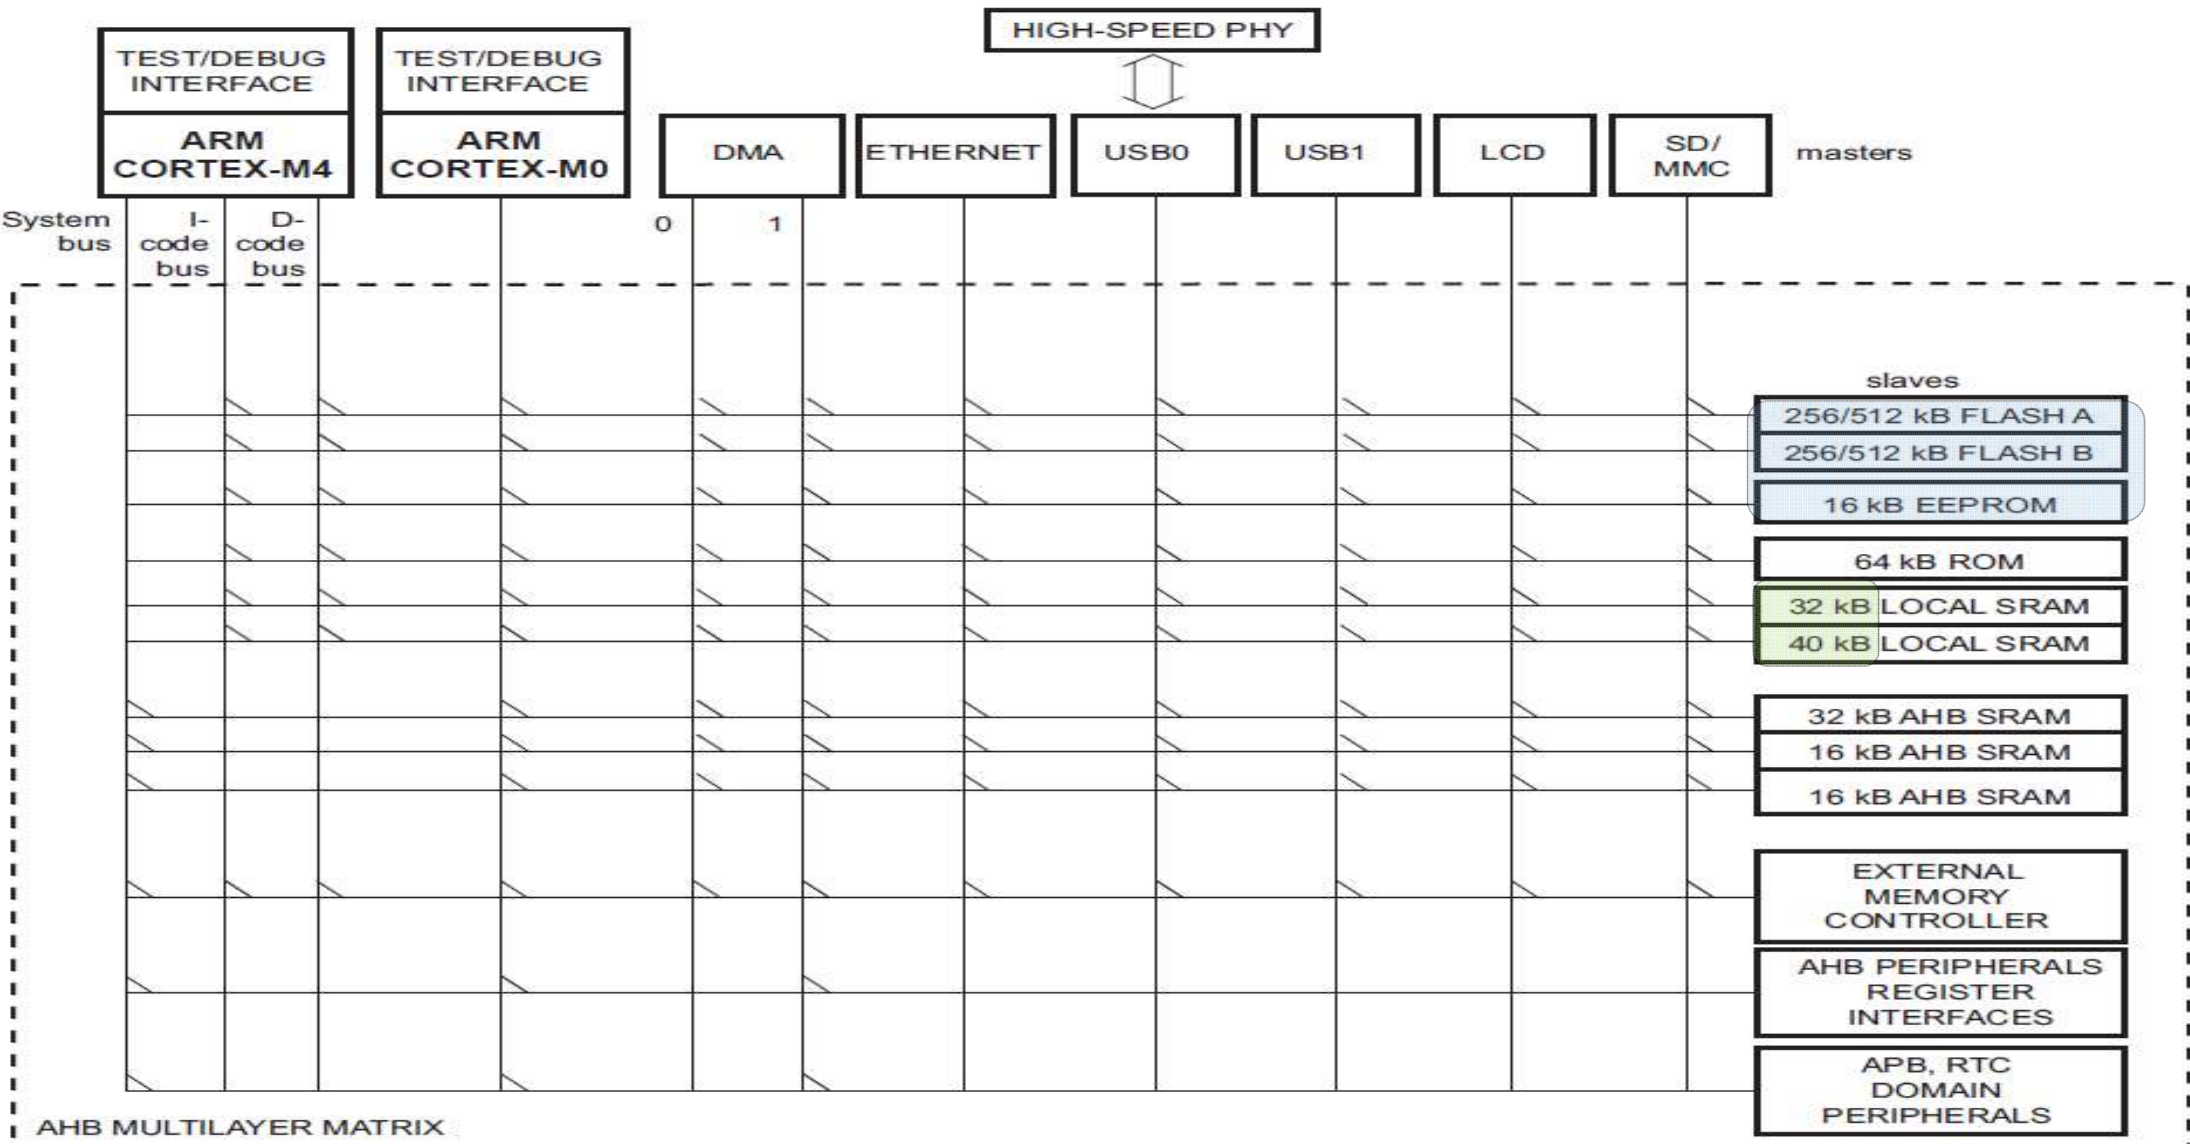 HIGH-SPEED PHY
TEST/DEBUG
INTERFACE
TEST/DEBUG
INTERFACE
ARM
CORTEX-M4
ARM
CORTEX-M0
DMA
ETHERNET
USB0
USB1
LCD
SD/
MMC
masters
System
bus
I-
code
bus
D-
code
bus
0
1
slaves
256/512 kB FLASH A
256/512 kB FLASH B
16 kB EEPROM
64 kB ROM
32 kB LOCAL SRAM
40 kB LOCAL SRAM
32 kB AHB SRAM
16 kB AHB SRAM
16 kB AHB SRAM
EXTERNAL
MEMORY
CONTROLLER
AHB PERIPHERALS
REGISTER
INTERFACES
APB, RTC
DOMAIN
PERIPHERALS
AHB MULTILAYER MATRIX